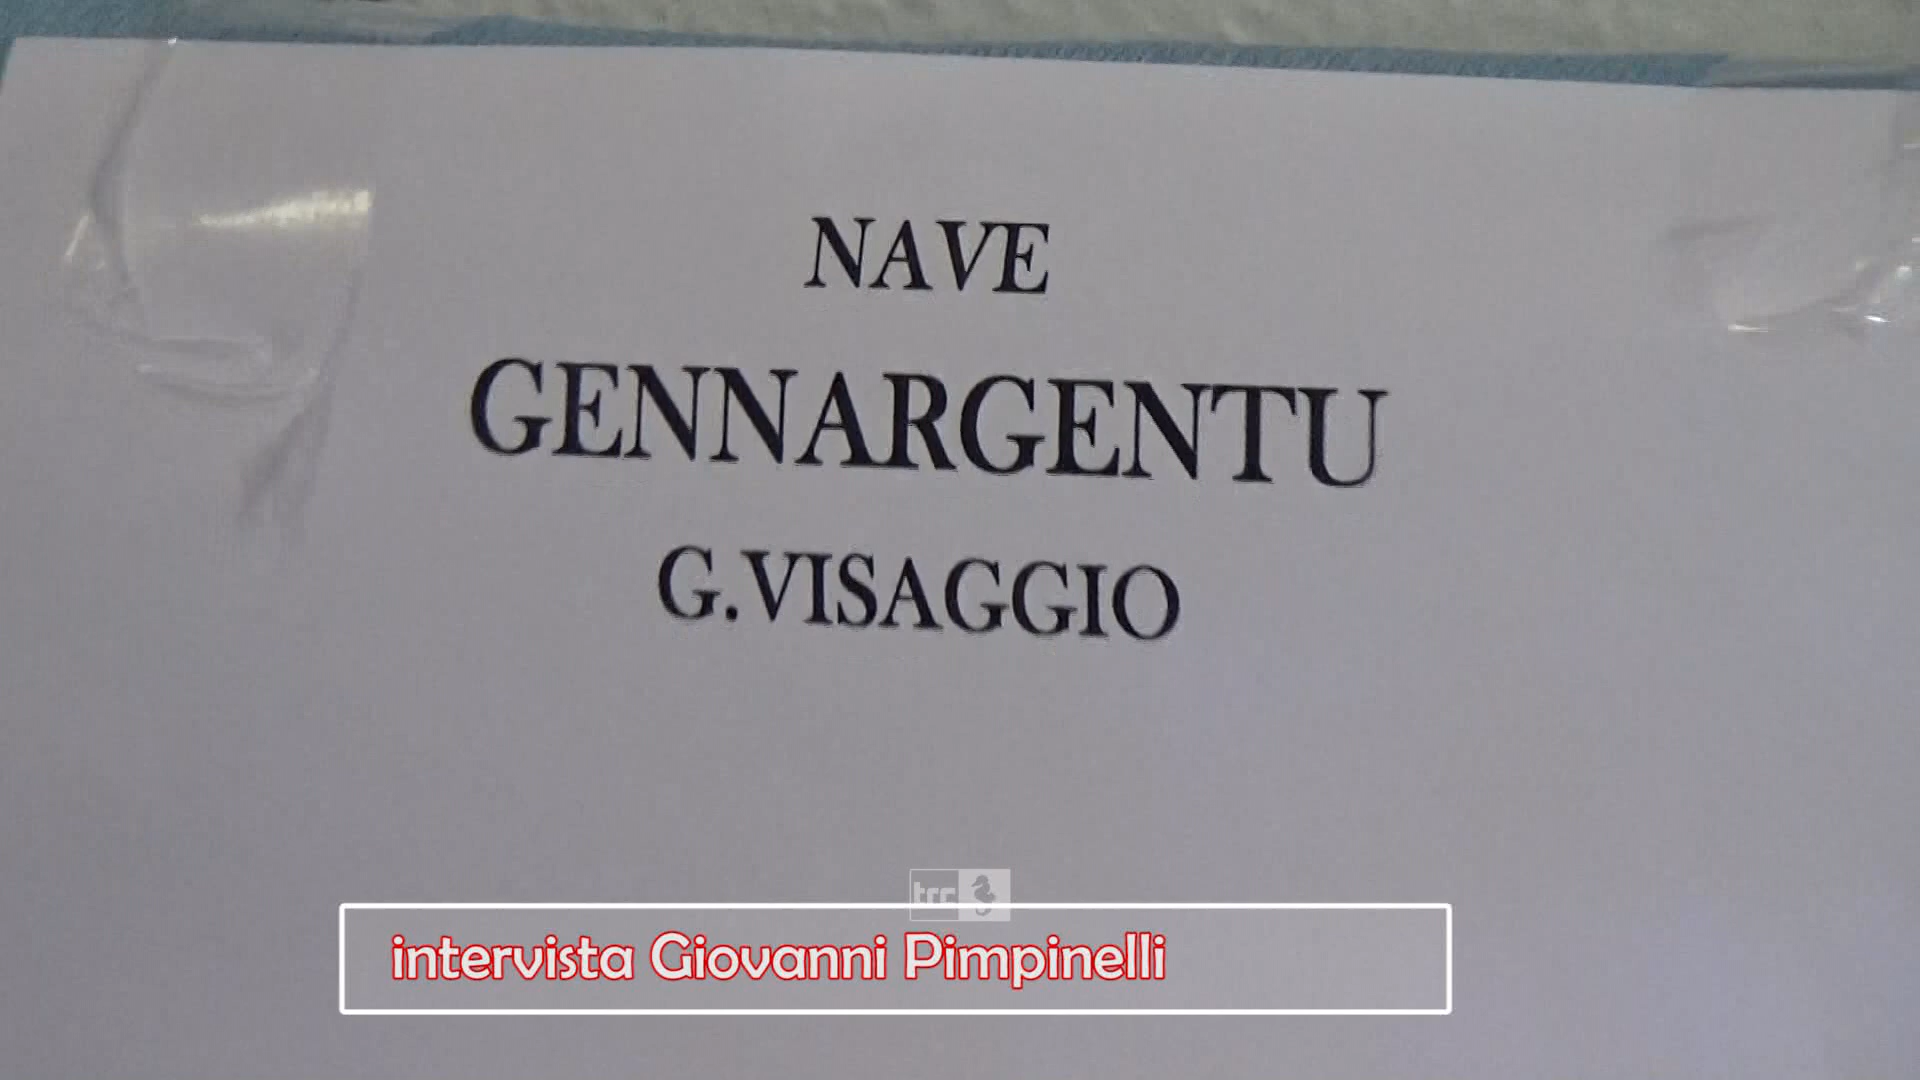 NAVE
GENNARGENTU
G.VISAGGIO
trc
intervista Giovanni Pimpinelli